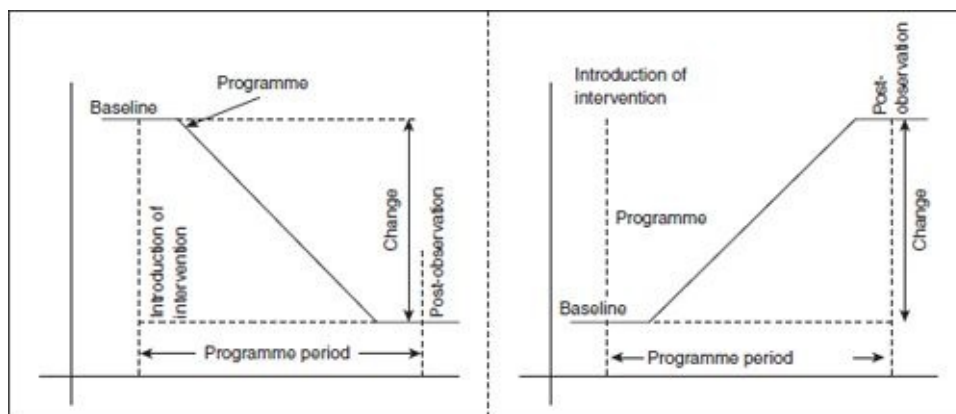 Programme
Baseline
Introduction of
intervention
Change
Post-observation
Programme period
Introduction of
intervention
Post-
observation
Programme
Change
Baseline
Programme period